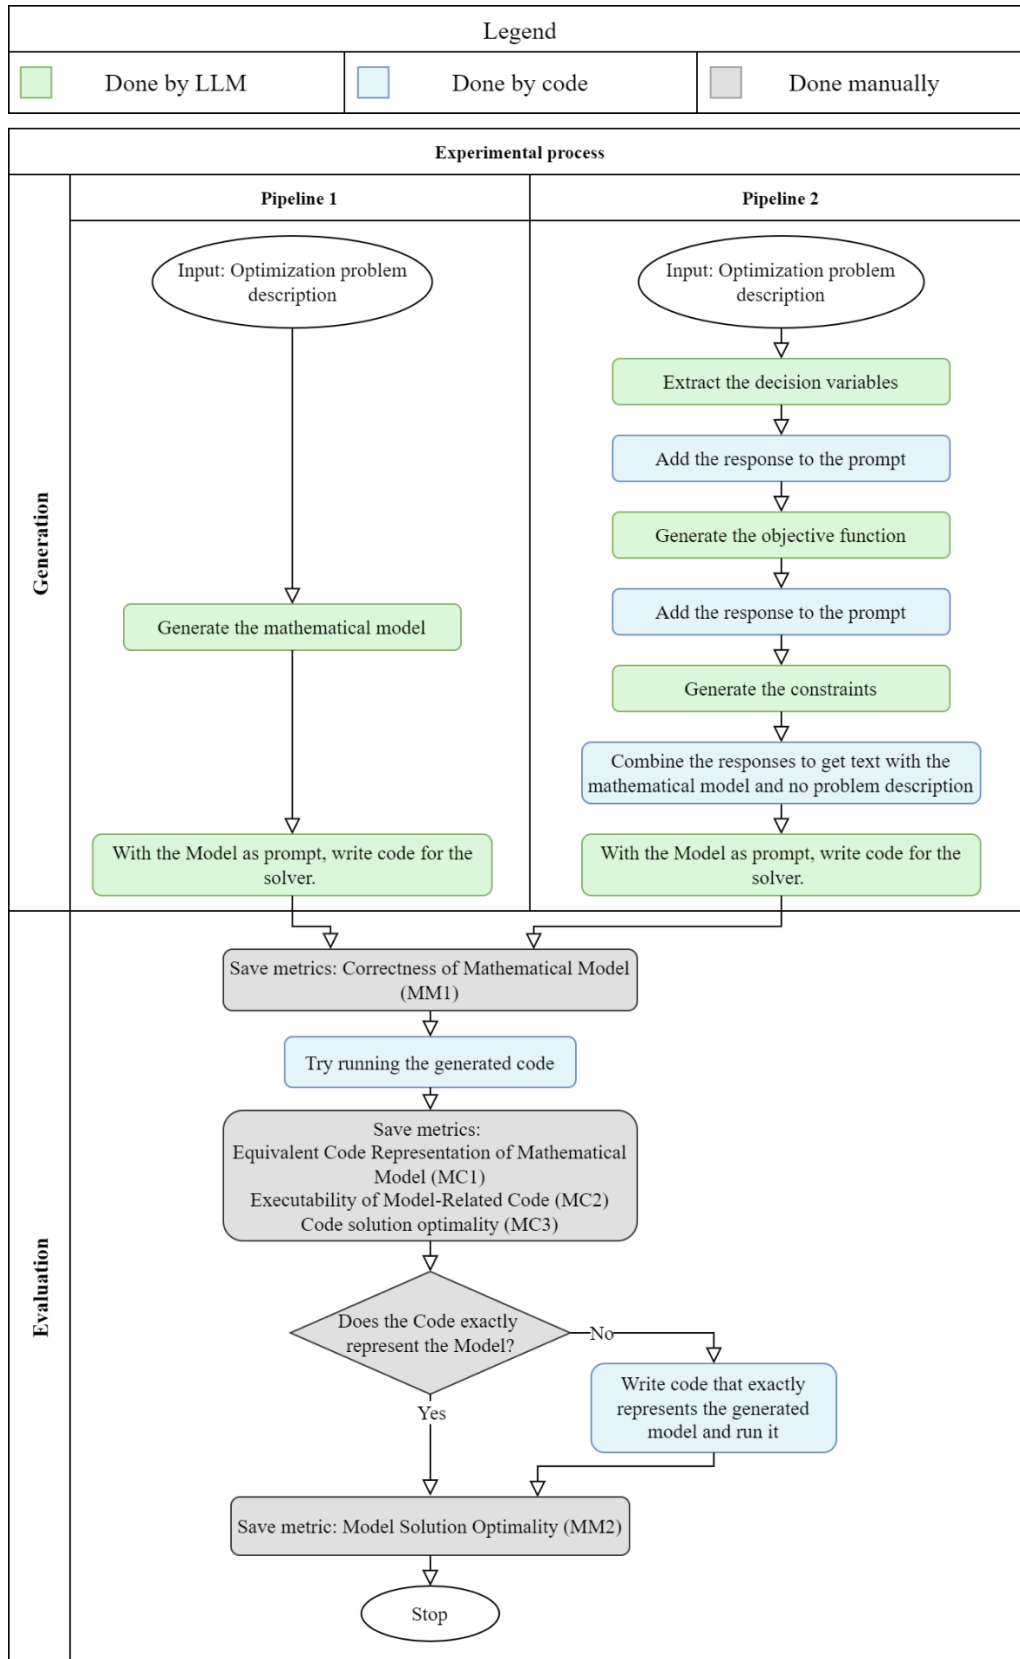 Legend
Done by LLM
Done by code
Done manually
Experimental process
Pipeline 1
Pipeline 2
Generation
Input: Optimization problem
description
Generate the mathematical model
With the Model as prompt, write code for the
solver.
Input: Optimization problem
description
Extract the decision variables
Add the response to the prompt
Generate the objective function
Add the response to the prompt
Generate the constraints
Combine the responses to get text with the
mathematical model and no problem description
With the Model as prompt, write code for the
solver.
Evaluation
Save metrics: Correctness of Mathematical Model
(MM1)
Try running the generated code
Save metrics:
Equivalent Code Representation of Mathematical
Model (MC1)
Executability of Model-Related Code (MC2)
Code solution optimality (MC3)
Does the Code exactly
represent the Model?
No
Write code that exactly
represents the generated
model and run it
Yes
Save metric: Model Solution Optimality (MM2)
Stop